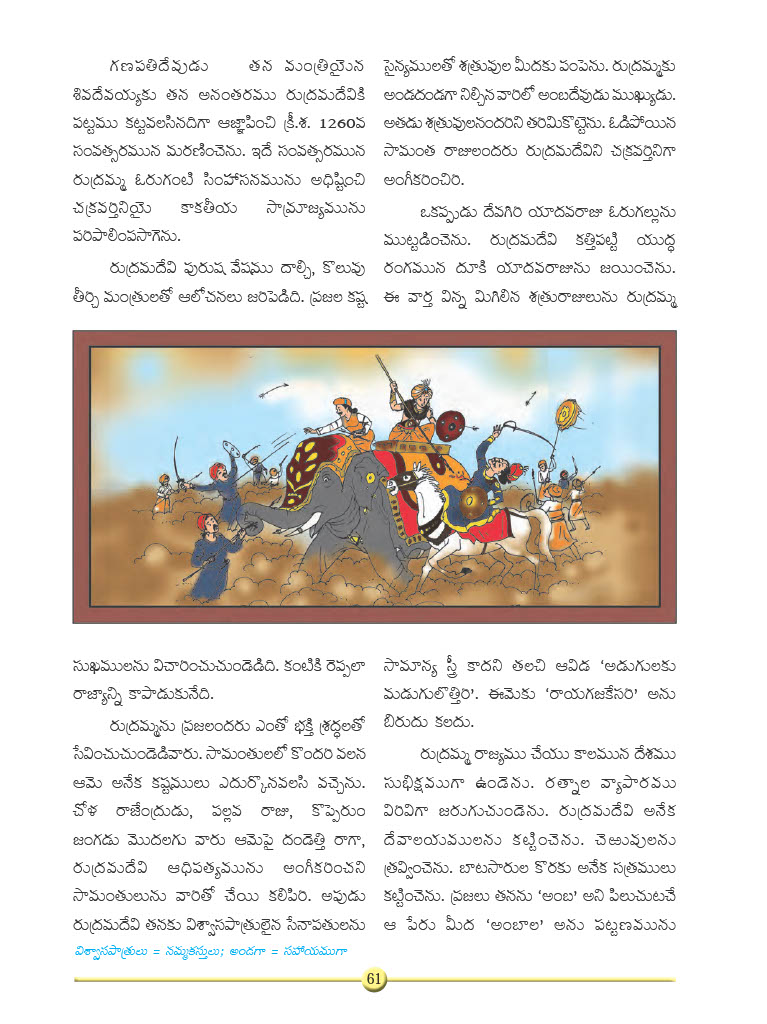 గణపతిదేవుడు తన మంత్రియైన
శివదేవయ్యకు తన అనంతరము రుద్రమదేవికి
పట్టము కట్టవలసినదిగా ఆజ్ఞాపించి క్రీ.శ. 1260వ
సంవత్సరమున మరణించెను. ఇదే సంవత్సరమున
రుద్రమ్మ ఓరుగంటి సింహాసనమును అధిష్టించి
చక్రవర్తినియై కాకతీయ సామ్రాజ్యమును
పరిపాలింపసాగెను.
రుద్రమదేవి పురుష వేషము దాల్చి, కొలువు
తీర్చి మంత్రులతో ఆలోచనలు జరిపెడిది. ప్రజల కష్ట
సుఖములను విచారించుచుండెడిది. కంటికి రెప్పలా
రాజ్యాన్ని కాపాడుకునేది.
రుద్రమ్మను ప్రజలందరు ఎంతో భక్తి శ్రద్ధలతో
సేవించుచుండెడివారు. సామంతులలో కొందరి వలన
ఆమె అనేక కష్టములు ఎదుర్కొనవలసి వచ్చెను.
చోళ రాజేంద్రుడు, పల్లవ రాజు, కొప్పెరుం
జంగడు మొదలగు వారు ఆమెపై దండెత్తి రాగా,
రుద్రమదేవి ఆధిపత్యమును అంగీకరించని
సామంతులును వారితో చేయి కలిపిరి. అపుడు
రుద్రమదేవి తనకు విశ్వాసపాత్రులైన సేనాపతులను
సైన్యములతో శత్రువుల మీదకు పంపెను. రుద్రమ్మకు
అండదండగా నిల్చిన వారిలో అంబదేవుడు ముఖ్యుడు.
అతడు శత్రువులనందరిని తరిమికొట్టెను. ఓడిపోయిన
సామంత రాజులందరు రుద్రమదేవిని చక్రవర్తినిగా
అంగీకరించిరి.
ఒకప్పుడు దేవగిరి యాదవరాజు ఓరుగల్లును
ముట్టడించెను. రుద్రమదేవి కత్తిపట్టి యుద్ధ
రంగమున దూకి యాదవరాజును జయించెను.
ఈ వార్త విన్న మిగిలిన శత్రురాజులును రుద్రమ్మ
సామాన్య స్త్రీ కాదని తలచి ఆవిడ ‘అడుగులకు
మడుగులొత్తిరి’. ఈమెకు ‘రాయగజకేసరి’ అను
బిరుదు కలదు.
రుద్రమ్మ రాజ్యము చేయు కాలమున దేశము
సుభిక్షముగా ఉండెను. రత్నాల వ్యాపారము
విరివిగా జరుగుచుండెను. రుద్రమదేవి అనేక
దేవాలయములను కట్టించెను. చెఱువులను
త్రవ్వించెను. బాటసారుల కొరకు అనేక సత్రములు
కట్టించెను. ప్రజలు తనను ‘అంబ’ అని పిలుచుటచే
ఆ పేరు మీద ‘అంబాల’ అను పట్టణమును
విశ్వాసపాత్రులు = నమ్మకస్తులు; అండగా = సహాయముగా
61